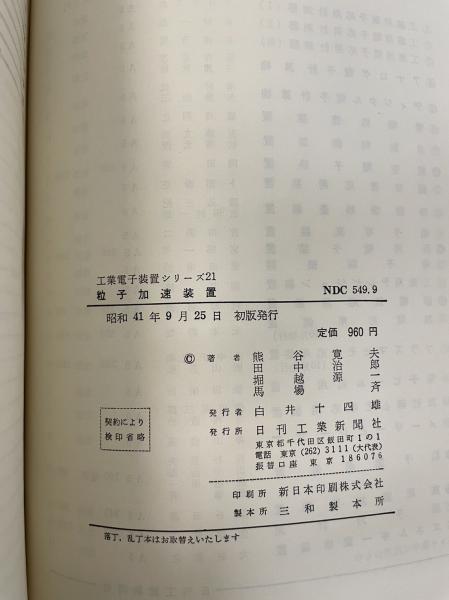 工業電子装置シリーズ21
粒子加速装置
NDC 549.9
昭和41年9月25日 初版発行
定価 960円
© 著者 熊谷寛夫
田中治郎
堀越源一
馬場斉
発行者 白井十四雄
発行所 日刊工業新聞社
東京都千代田区飯田町1の1
電話 東京(262)3111(大代表)
振替口座 東京 186076
契約により
検印省略
印刷所 新日本印刷株式会社
製本所 三和製本所
落丁,乱丁本はお取替えいたします